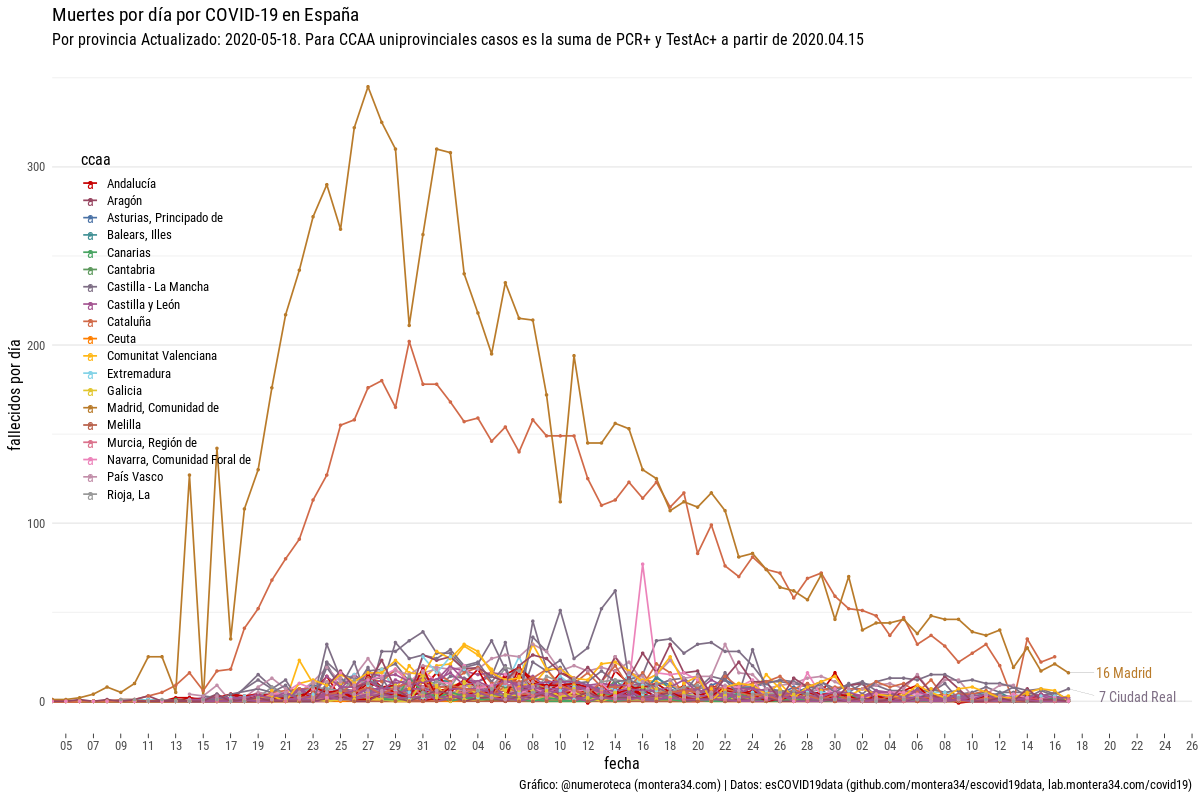 Muertes por día por COVID-19 en España
Por provincia Actualizado: 2020-05-18. Para CCAA uniprovinciales casos es la suma de PCR+ y TestAc+ a partir de 2020.04.15
fallecidos por día
300
200
100
0
ccaa
Andalucía
Aragón
Asturias, Principado de
Balears, Illes
Canarias
Cantabria
Castilla - La Mancha
Castilla y León
Cataluña
Ceuta
Comunitat Valenciana
Extremadura
Galicia
Madrid, Comunidad de
Melilla
Murcia, Región de
Navarra, Comunidad Foral de
País Vasco
Rioja, La
16 Madrid
7 Ciudad Real
05 07 09 11 13 15 17 19 21 23 25 27 29 31 02 04 06 08 10 12 14 16 18 20 22 24 26 28 30 02 04 06 08 10 12 14 16 18 20 22 24 26
fecha
Gráfico: @numeroteca (montera34.com) | Datos: esCOVID19data (github.com/montera34/escovid19data, lab.montera34.com/covid19)